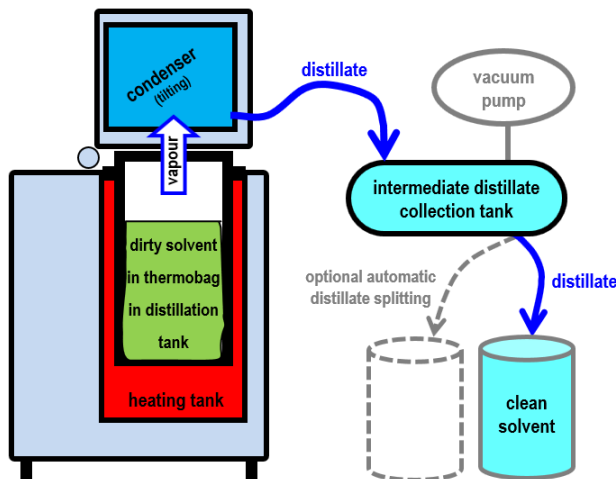 condenser
(tilting)
distillate
vacuum
pump
vapour
intermediate distillate
collection tank
dirty solvent
in thermobag
in distillation
tank
optional automatic
distillate splitting
distillate
heating tank
clean
solvent